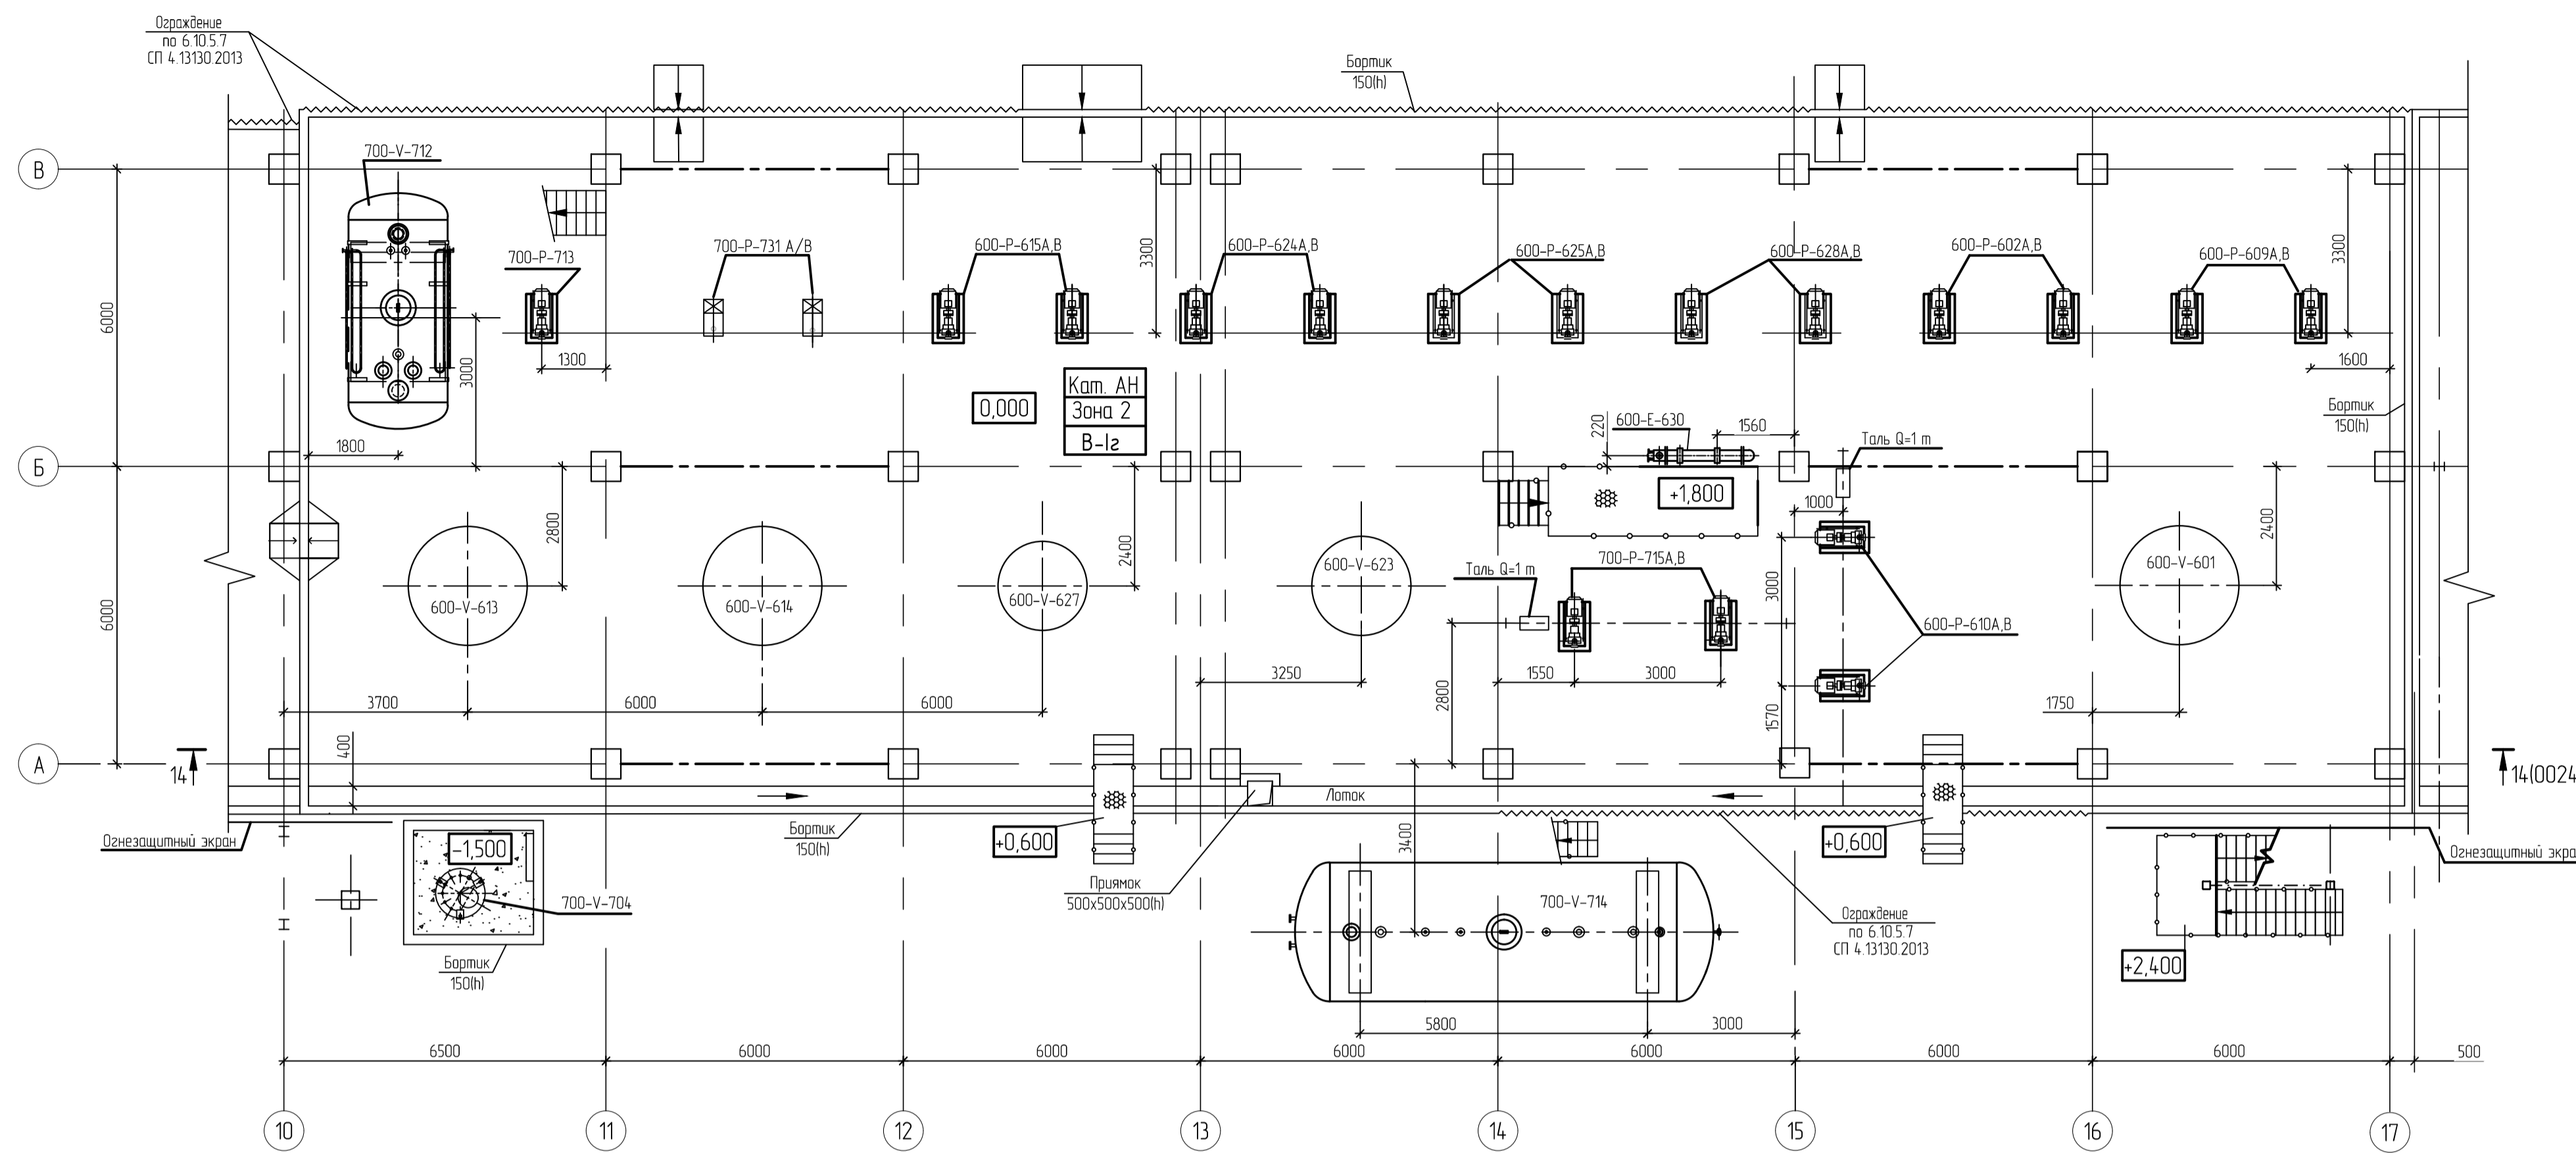 Ограждение
по 6.10.5.7
СП 4.13130.2013
Бортик
150(h)
В
700-V-712
700-P-713
700-P-731 A/B
600-P-615A,B
3300
600-P-624A,B
600-P-625A,B
600-P-628A,B
600-P-602A,B
600-P-609A,B
3300
6000
3000
1300
1600
0,000
Кат. АН
Зона 2
В-Iг
Бортик
150(h)
1800
220
600-E-630
1560
Таль Q=1 т
Б
+1,800
2800
2400
1000
2400
600-V-613
600-V-614
600-V-627
600-V-623
Таль Q=1 т
700-P-715A,B
3000
600-V-601
600-P-610A,B
6000
3700
6000
6000
3250
2800
1550
3000
1570
1750
А
14
400
Лоток
14(0024
Огнезащитный экран
-1,500
Бортик
150(h)
+0,600
3400
+0,600
Огнезащитный экра
Приямок
500x500x500(h)
700-V-704
700-V-714
Ограждение
по 6.10.5.7
СП 4.13130.2013
Бортик
150(h)
+2,400
5800
3000
6500
6000
6000
6000
6000
6000
6000
500
10
11
12
13
14
15
16
17